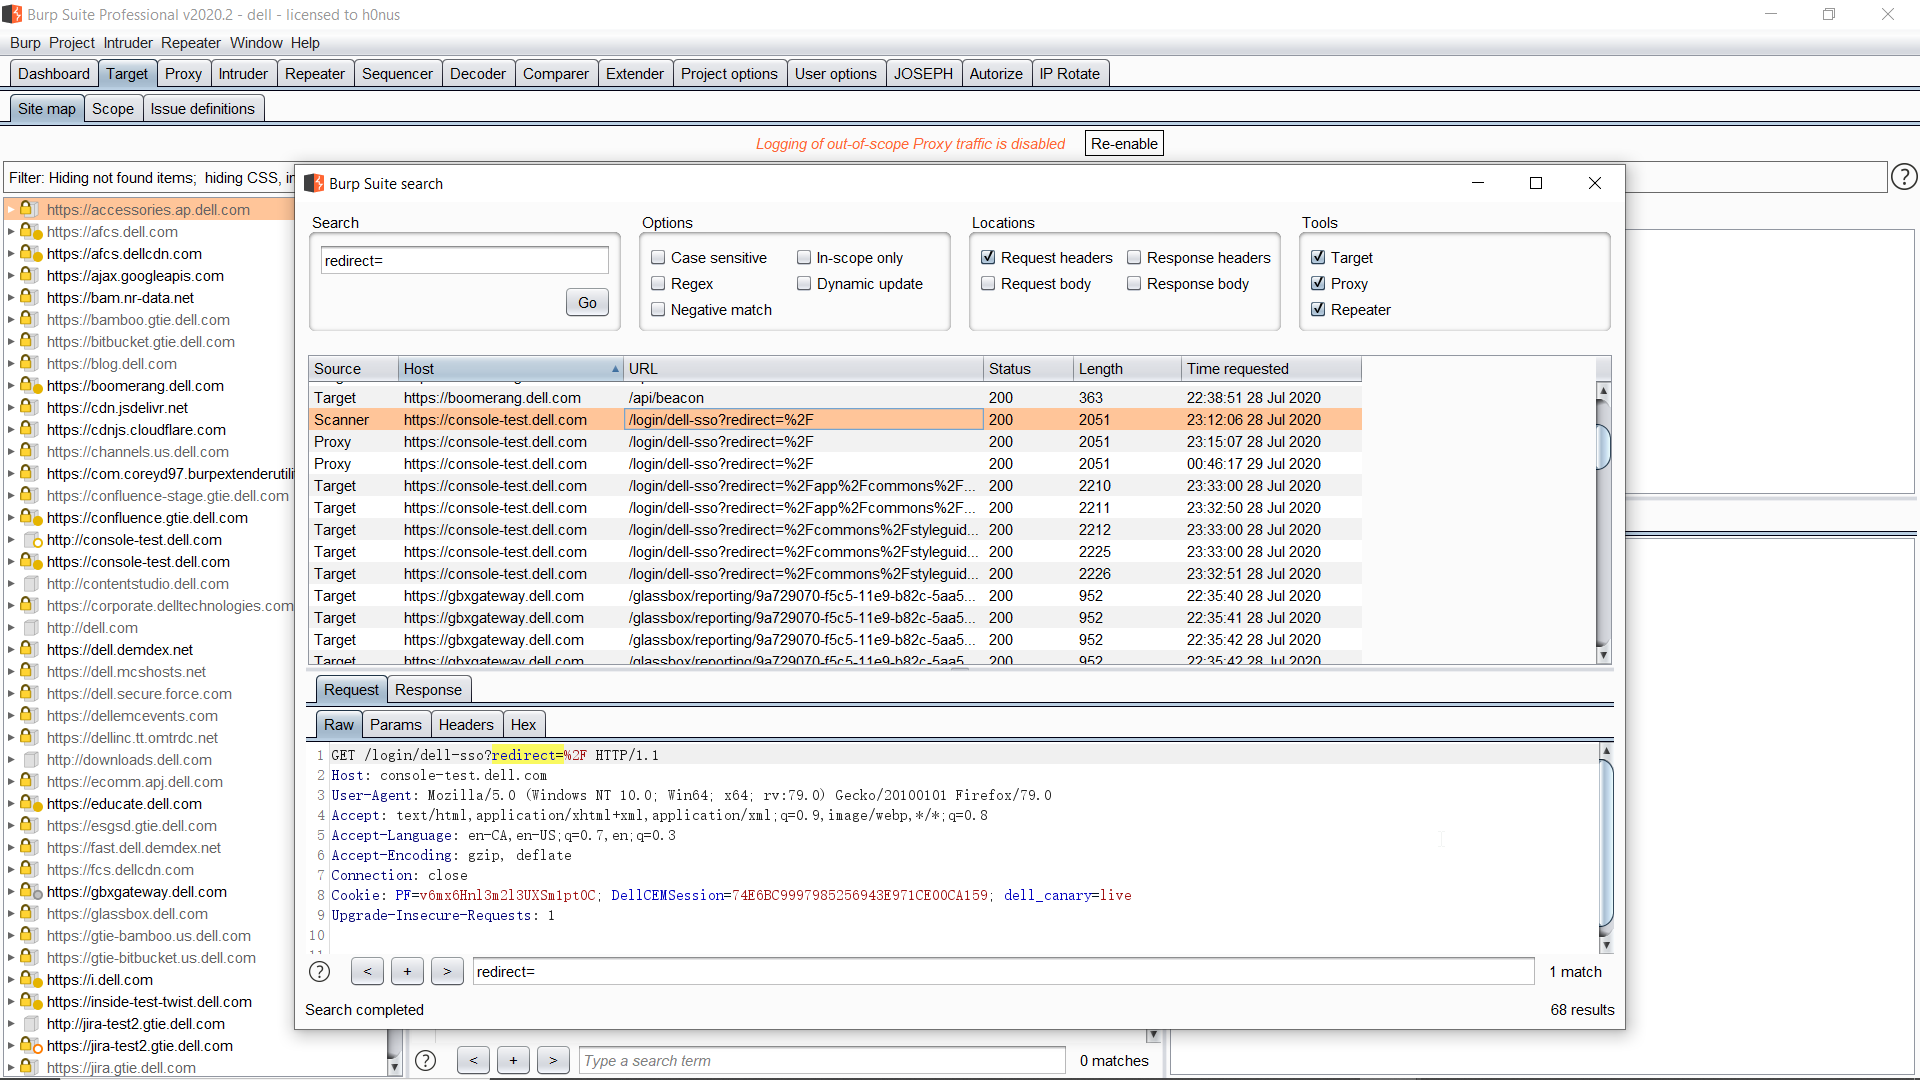 Burp Suite Professional v2020.2 - dell - licensed to h0nus
Burp Project Intruder Repeater Window Help
Dashboard Target Proxy Intruder Repeater Sequencer Decoder Comparer Extender Project options User options JOSEPH Autorize IP Rotate
Site map Scope Issue definitions
Logging of out-of-scope Proxy traffic is disabled Re-enable
Filter: Hiding not found items; hiding CSS,
?
https://accessories.ap.dell.com
https://afcs.dell.com
https://afcs.dellcdn.com
https://ajax.googleapis.com
https://bam.nr-data.net
https://bamboo.gtie.dell.com
https://bitbucket.gtie.dell.com
https://blog.dell.com
https://boomerang.dell.com
https://cdn.jsdelivr.net
https://cdnjs.cloudflare.com
https://channels.us.dell.com
https://com.coreyd97.burpextenderutili
https://confluence-stage.gtie.dell.com
https://confluence.gtie.dell.com
http://console-test.dell.com
https://console-test.dell.com
http://contentstudio.dell.com
https://corporate.delltechnologies.com
http://dell.com
https://dell.demdex.net
https://dell.mcshosts.net
https://dell.secure.force.com
https://dellemcevents.com
https://dellinc.tt.omtrdc.net
http://downloads.dell.com
https://ecomm.apj.dell.com
https://educate.dell.com
https://esgsd.gtie.dell.com
https://fast.dell.demdex.net
https://fcs.dellcdn.com
https://gbxgateway.dell.com
https://glassbox.dell.com
https://gtie-bamboo.us.dell.com
https://gtie-bitbucket.us.dell.com
https://i.dell.com
https://inside-test-twist.dell.com
http://jira-test2.gtie.dell.com
https://jira-test2.gtie.dell.com
https://jira.gtie.dell.com
Burp Suite search
Search Options Locations Tools
redirect=
Go
Case sensitive In-scope only
Regex Dynamic update
Negative match
Request headers Response headers
Request body Response body
Target
Proxy
Repeater
Source Host URL Status Length Time requested
Target https://boomerang.dell.com /api/beacon 200 363 22:38:51 28 Jul 2020
Scanner https://console-test.dell.com /login/dell-sso?redirect=%2F 200 2051 23:12:06 28 Jul 2020
Proxy https://console-test.dell.com /login/dell-sso?redirect=%2F 200 2051 23:15:07 28 Jul 2020
Proxy https://console-test.dell.com /login/dell-sso?redirect=%2F 200 2051 00:46:17 29 Jul 2020
Target https://console-test.dell.com /login/dell-sso?redirect=%2Fapp%2Fcommons%2F... 200 2210 23:33:00 28 Jul 2020
Target https://console-test.dell.com /login/dell-sso?redirect=%2Fapp%2Fcommons%2F... 200 2211 23:32:50 28 Jul 2020
Target https://console-test.dell.com /login/dell-sso?redirect=%2Fcommons%2Fstyleguid... 200 2212 23:33:00 28 Jul 2020
Target https://console-test.dell.com /login/dell-sso?redirect=%2Fcommons%2Fstyleguid... 200 2225 23:33:00 28 Jul 2020
Target https://console-test.dell.com /login/dell-sso?redirect=%2Fcommons%2Fstyleguid... 200 2226 23:32:51 28 Jul 2020
Target https://gbxgateway.dell.com /glassbox/reporting/9a729070-f5c5-11e9-b82c-5aa5... 200 952 22:35:40 28 Jul 2020
Target https://gbxgateway.dell.com /glassbox/reporting/9a729070-f5c5-11e9-b82c-5aa5... 200 952 22:35:41 28 Jul 2020
Target https://gbxgateway.dell.com /glassbox/reporting/9a729070-f5c5-11e9-b82c-5aa5... 200 952 22:35:42 28 Jul 2020
Target https://gbxgateway.dell.com /glassbox/reporting/9a729070-f5c5-11e9-b82c-5aa5... 200 952 22:35:42 28 Jul 2020
Request Response
Raw Params Headers Hex
1 GET /login/dell-sso?redirect=%2F HTTP/1.1
2 Host: console-test.dell.com
3 User-Agent: Mozilla/5.0 (Windows NT 10.0; Win64; x64; rv:79.0) Gecko/20100101 Firefox/79.0
4 Accept: text/html,application/xhtml+xml,application/xml;q=0.9,image/webp,*/*;q=0.8
5 Accept-Language: en-CA,en-US;q=0.7,en;q=0.3
6 Accept-Encoding: gzip, deflate
7 Connection: close
8 Cookie: PF=v6mx6Hnl3m2l3UXSm1pt0C; DellCEMSession=74E6BC9997985256943E971CE00CA159; dell_canary=live
9 Upgrade-Insecure-Requests: 1
10
11
? < + > redirect= 1 match
Search completed 68 results
? < + > Type a search term 0 matches